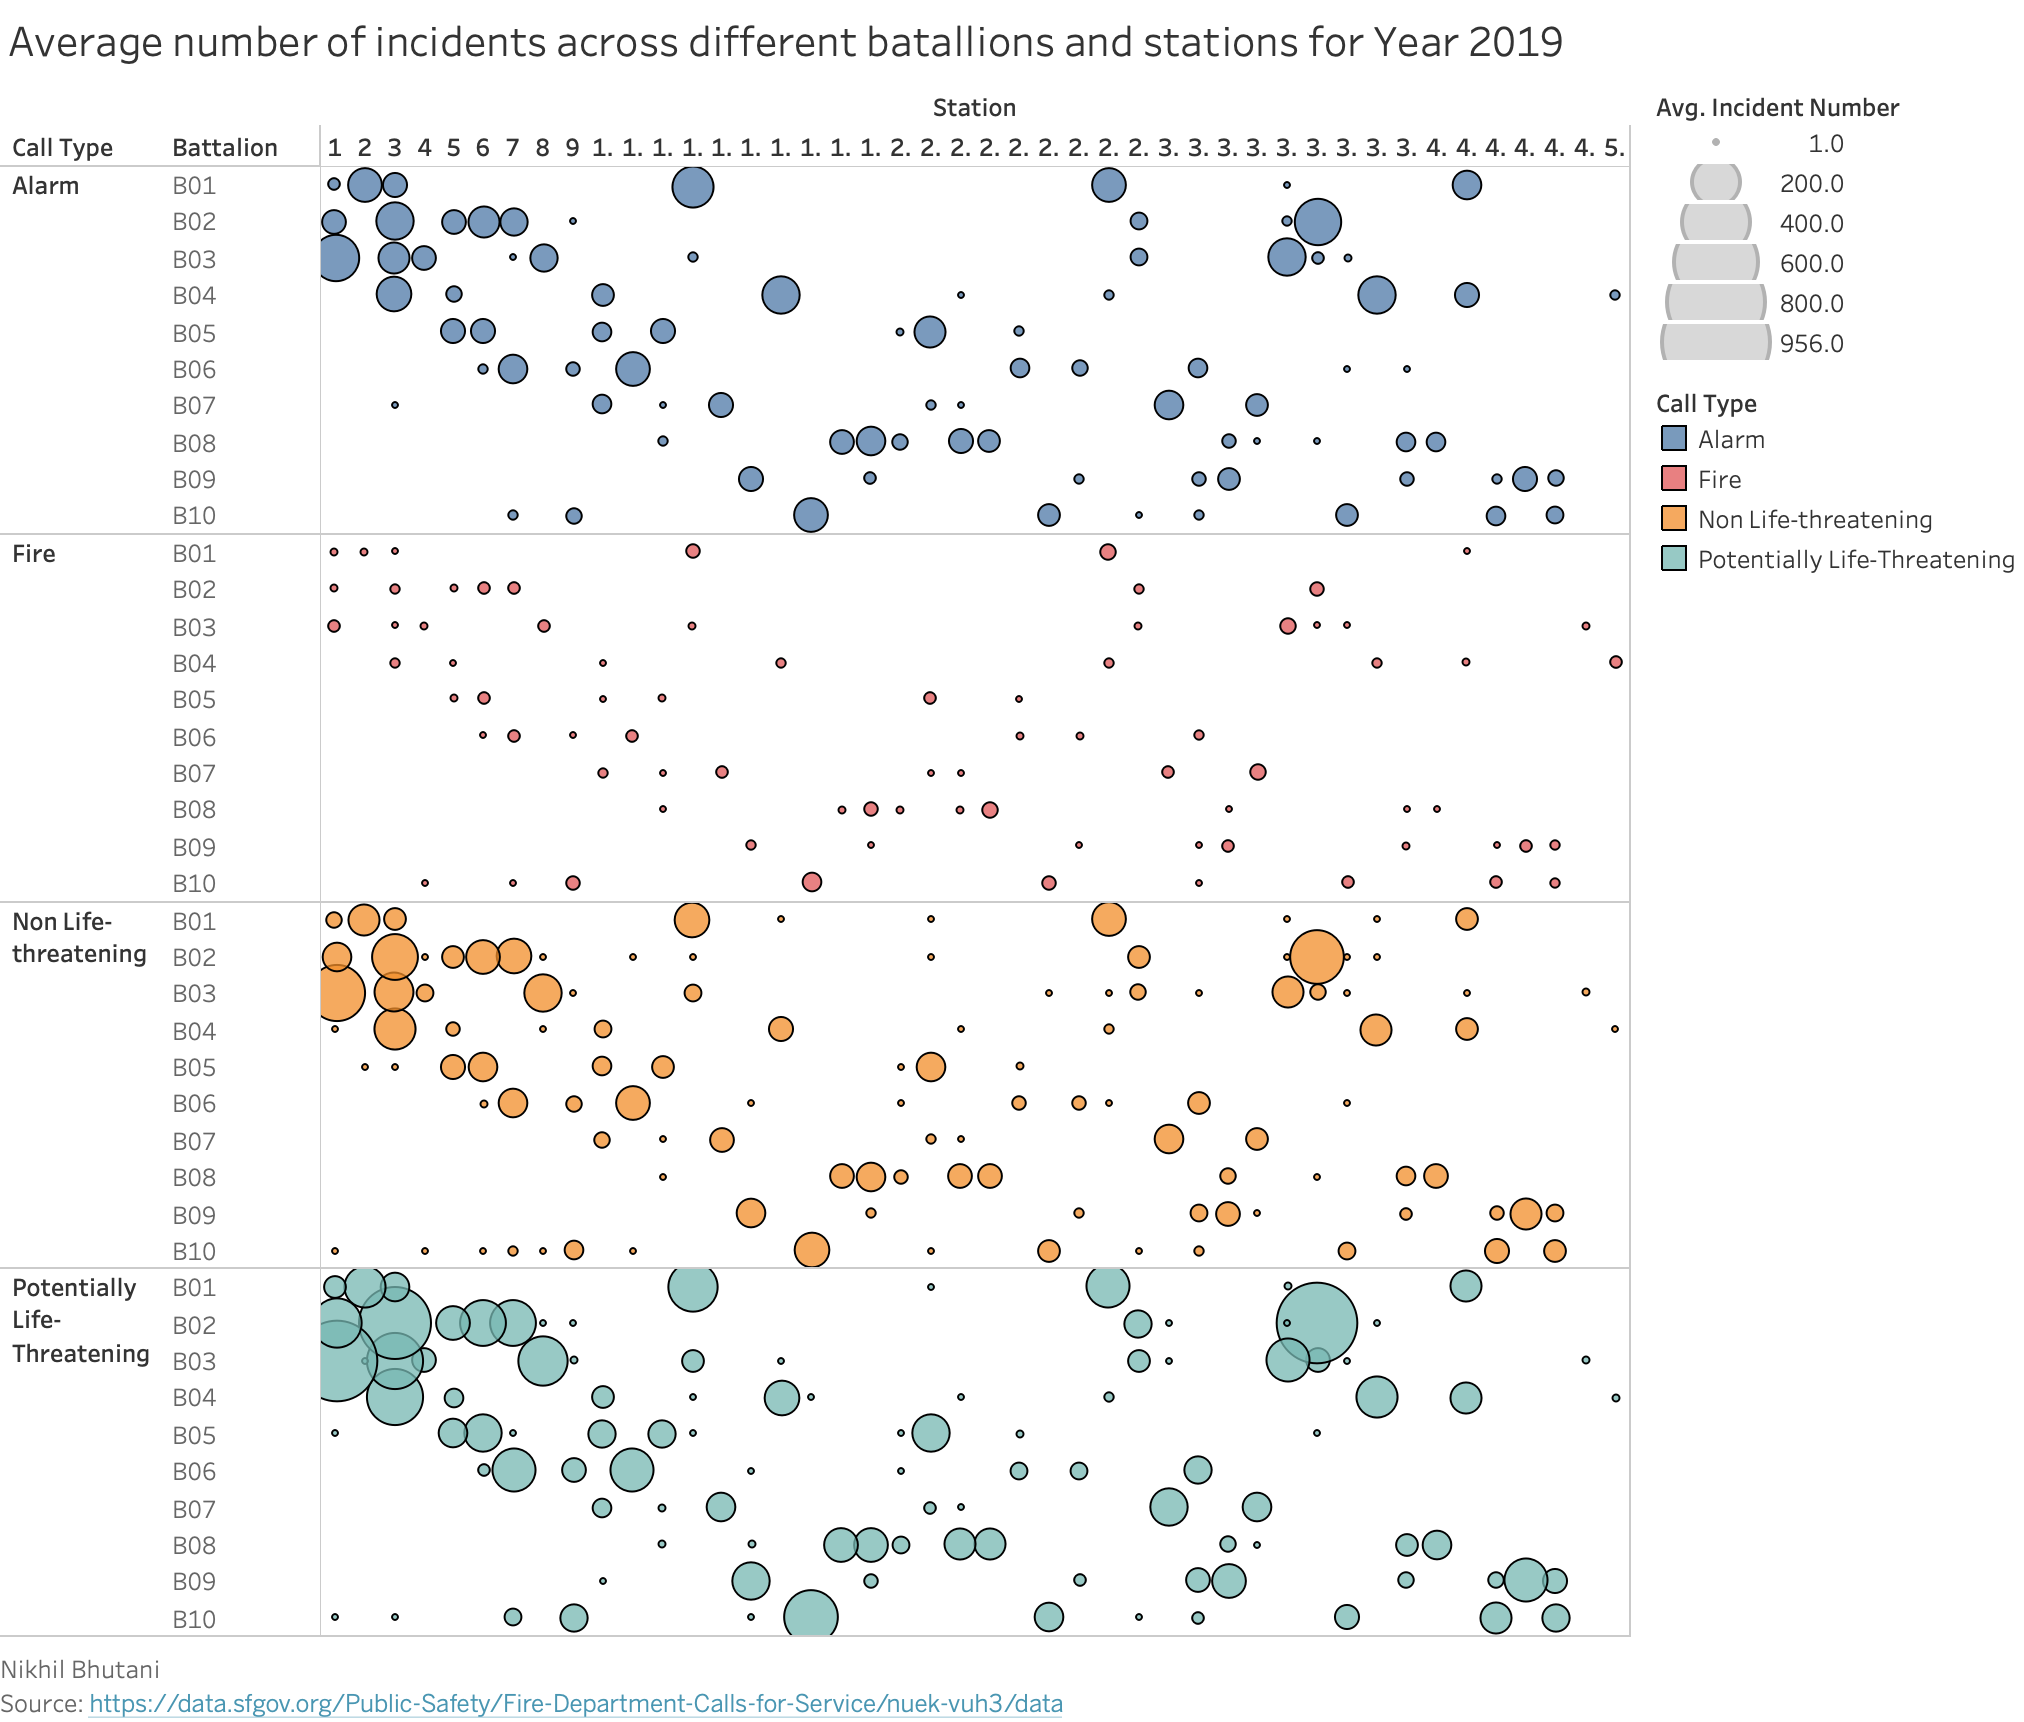 Average number of incidents across different batallions and stations for Year 2019
Station
Call Type Battalion 1 2 3 4 5 6 7 8 9 1. 1. 1. 1. 1. 1. 1. 1. 1. 1. 2. 2. 2. 2. 2. 2. 2. 2. 2. 3. 3. 3. 3. 3. 3. 3. 3. 3. 4. 4. 4. 4. 4. 4. 5.
Alarm B01
B02
B03
B04
B05
B06
B07
B08
B09
B10
Fire B01
B02
B03
B04
B05
B06
B07
B08
B09
B10
Non Life- B01
threatening B02
B03
B04
B05
B06
B07
B08
B09
B10
Potentially B01
Life- B02
Threatening B03
B04
B05
B06
B07
B08
B09
B10
Avg. Incident Number
1.0
200.0
400.0
600.0
800.0
956.0
Call Type
Alarm
Fire
Non Life-threatening
Potentially Life-Threatening
Nikhil Bhutani
Source: https://data.sfgov.org/Public-Safety/Fire-Department-Calls-for-Service/nuek-vuh3/data